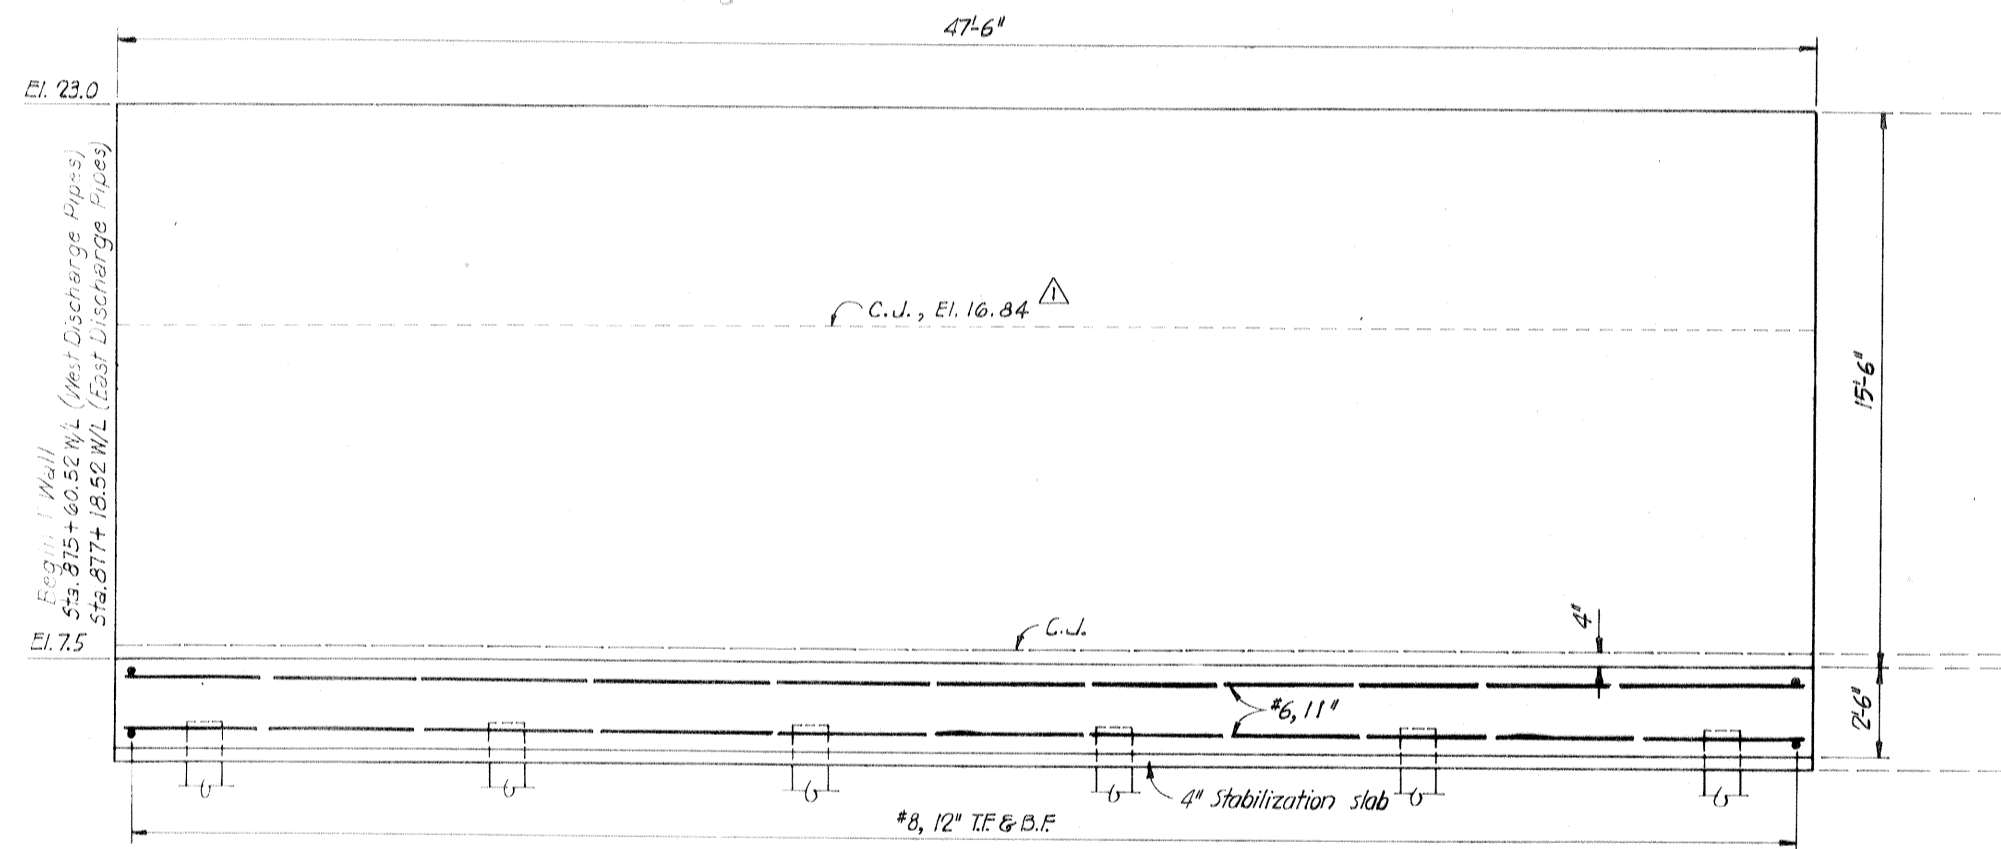 47'-6"
El. 23.0
Begin T Wall
Sta. 875+60.52 W/L (West Discharge Pipes)
Sta. 877+18.52 W/L (East Discharge Pipes)
C.J., El. 16.84 1
15'-6"
4"
C.J.
El. 7.5
#6, 11"
2'-6"
4" Stabilization slab
#8, 12" T.F. & B.F.